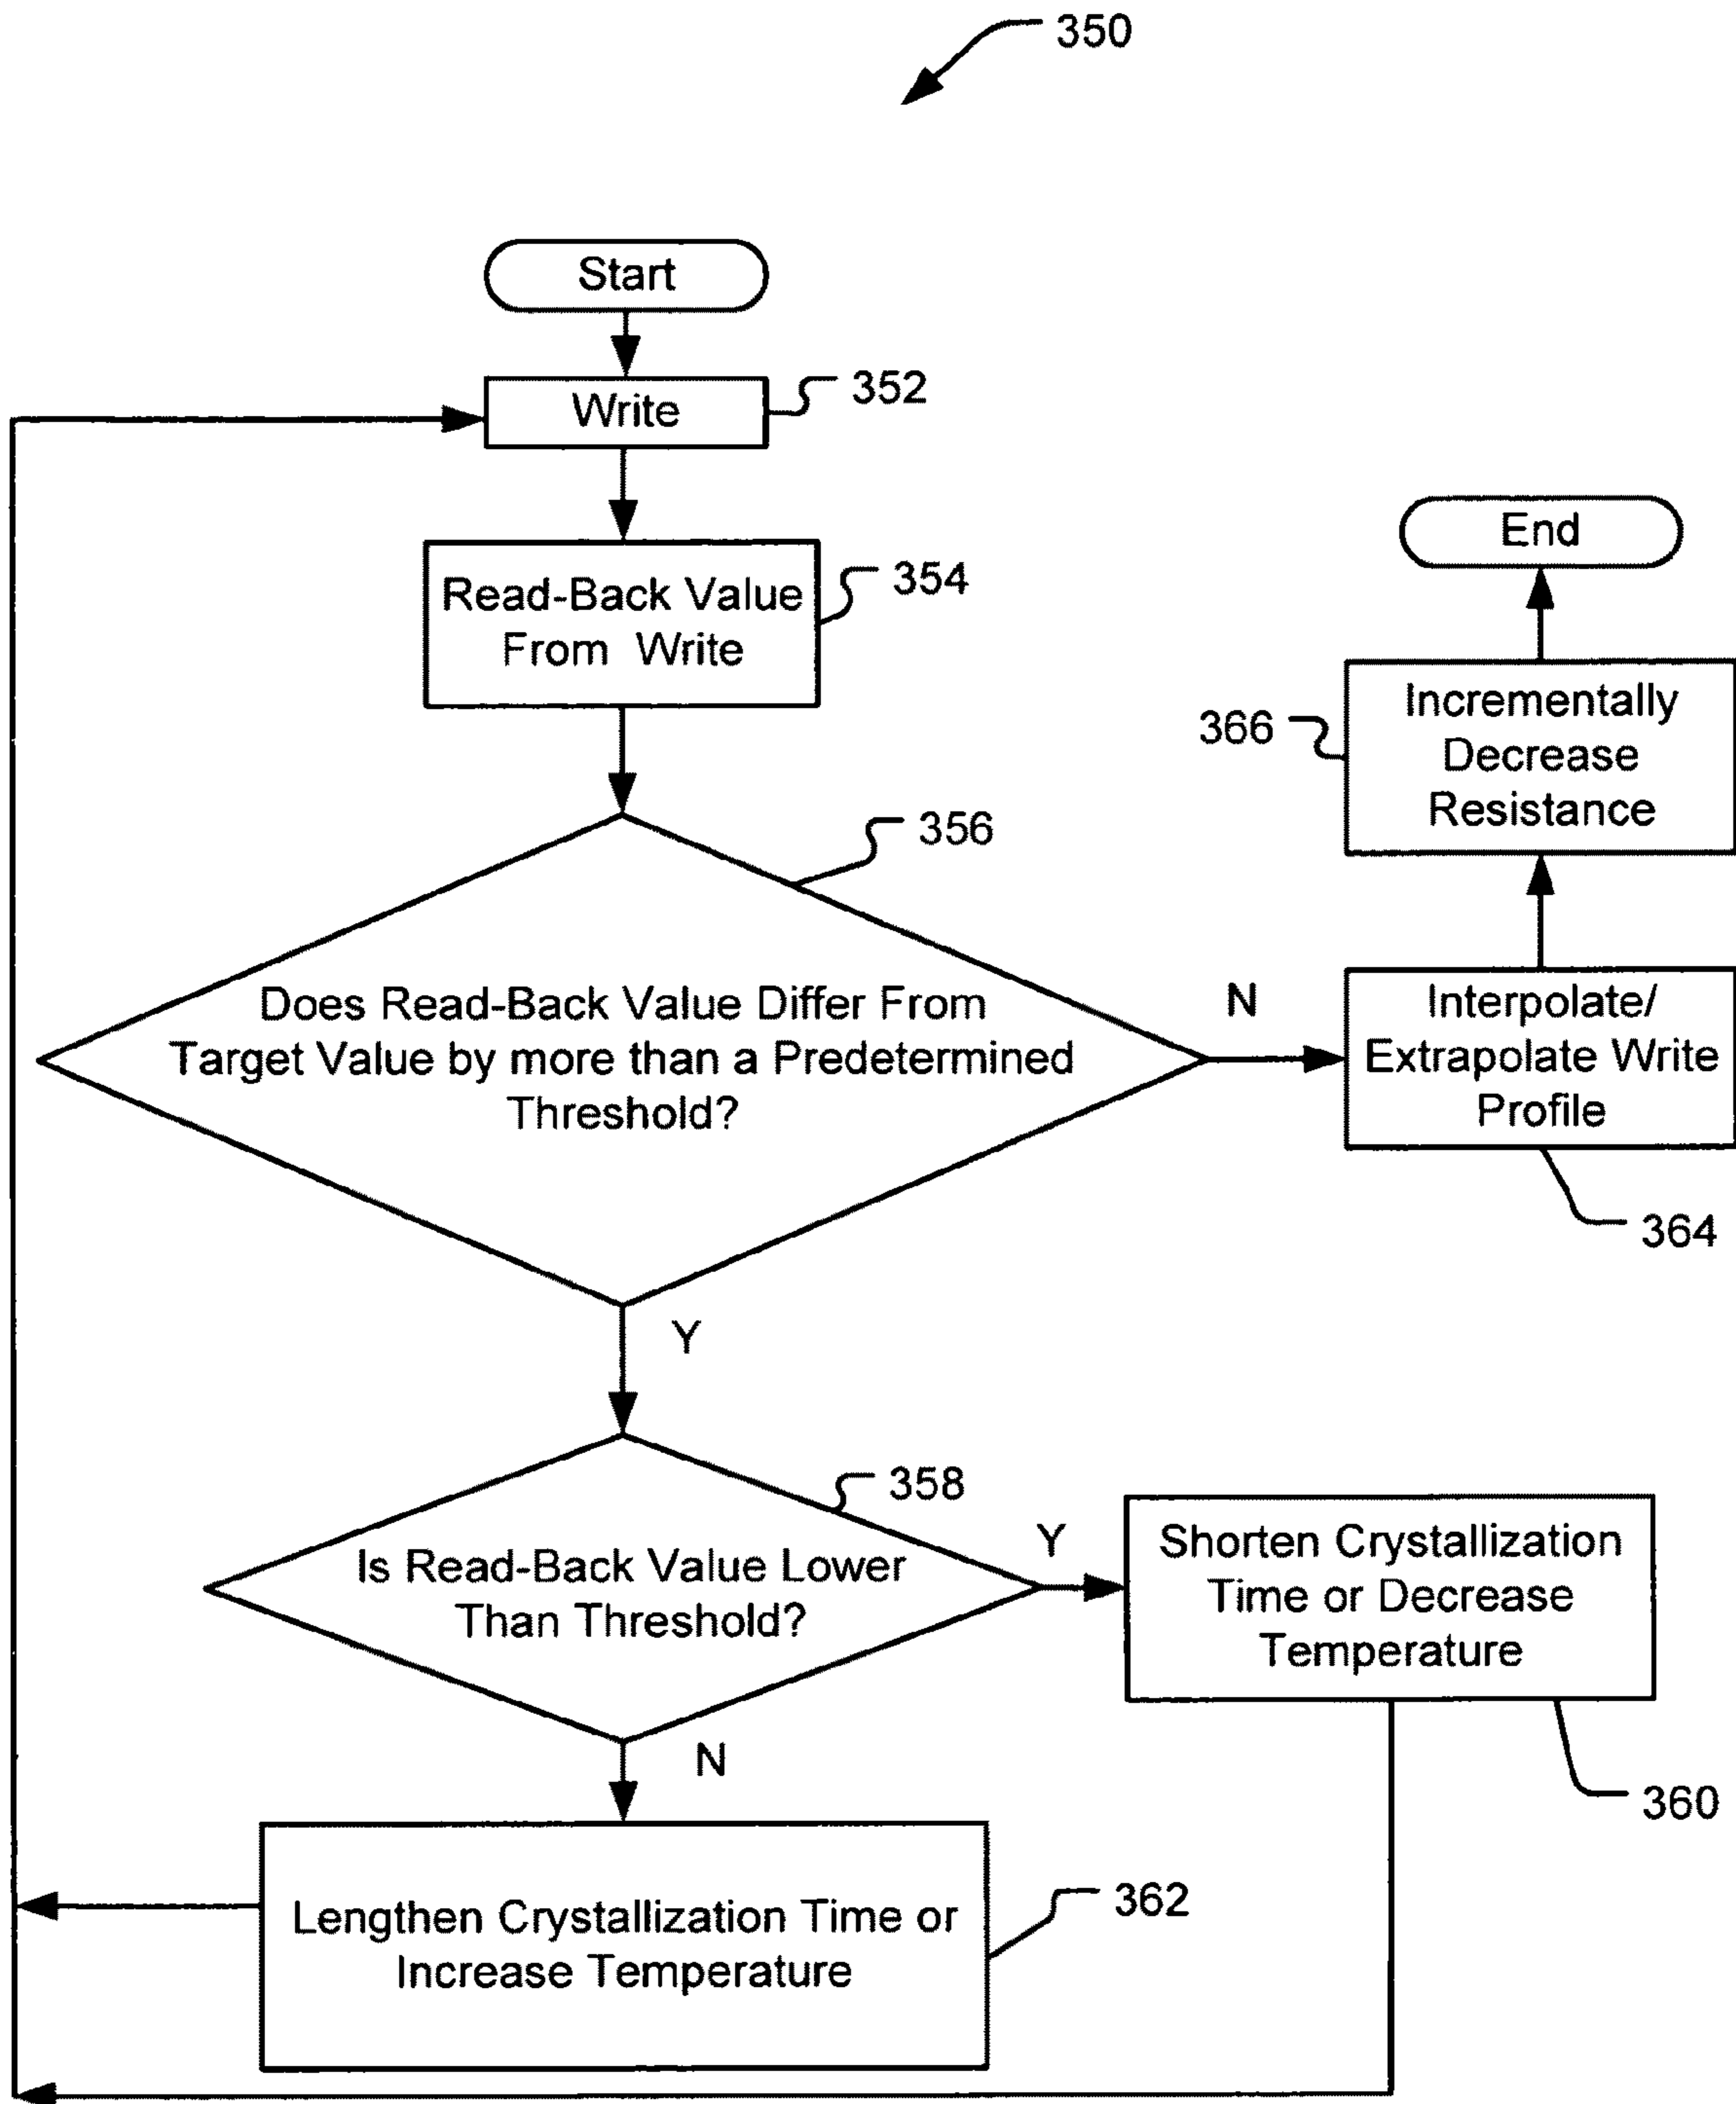 350
Start
Write
352
Read-Back Value
From Write
354
End
Incrementally
Decrease
Resistance
366
356
Does Read-Back Value Differ From
Target Value by more than a Predetermined
Threshold?
N
Interpolate/
Extrapolate Write
Profile
364
Y
358
Is Read-Back Value Lower
Than Threshold?
Y
Shorten Crystallization
Time or Decrease
Temperature
360
N
Lengthen Crystallization Time or
Increase Temperature
362